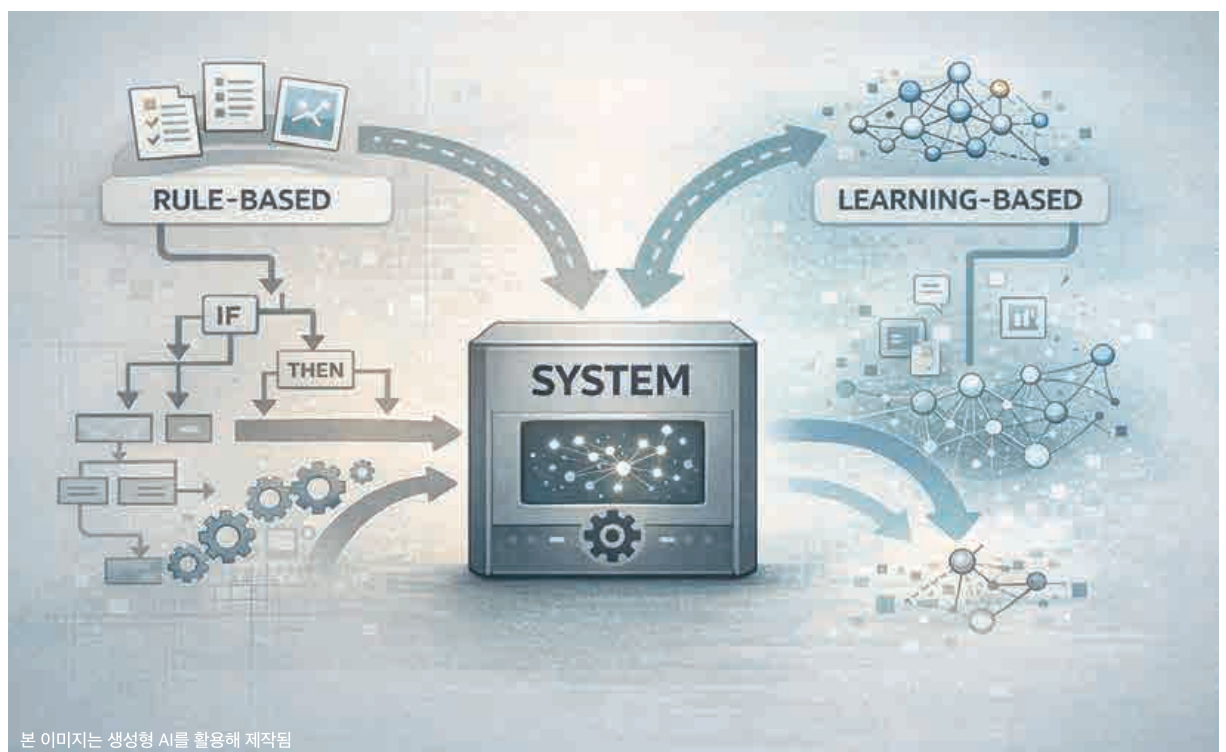 RULE-BASED
LEARNING-BASED
IF
THEN
SYSTEM
본 이미지는 생성형 AI를 활용해 제작됨